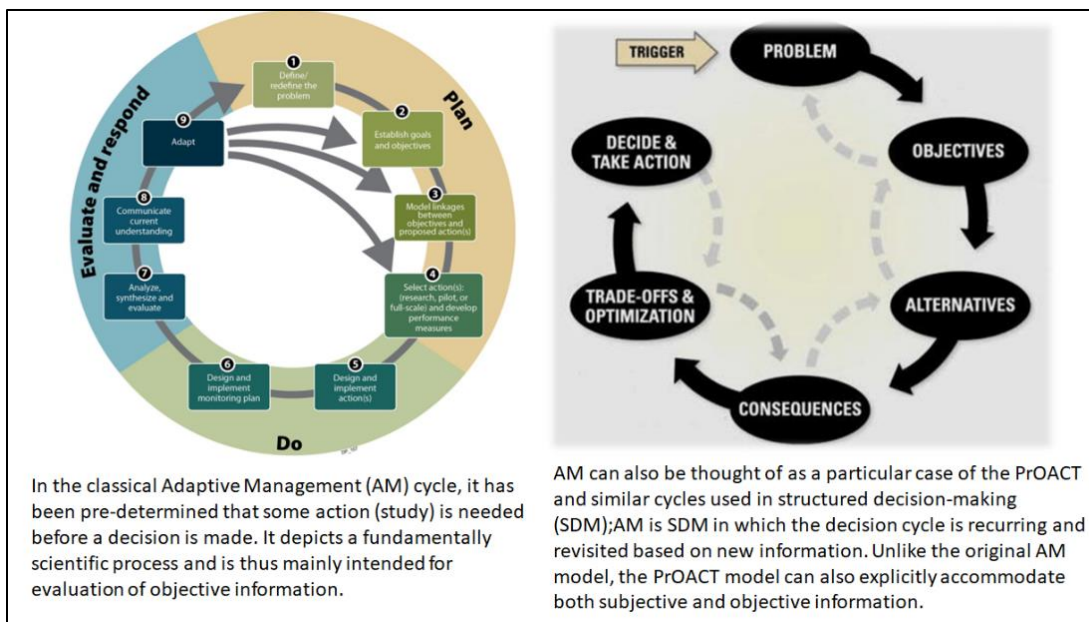 1
Define/
redefine the
problem
2
Establish goals
and objectives
3
Model linkages
between
objectives and
proposed action(s)
4
Select action(s):
(research, pilot, or
full-scale) and develop
performance
measures
5
Design and
implement
action(s)
6
Design and
implement
monitoring plan
7
Analyze,
synthesize and
evaluate
8
Communicate
current
understanding
9
Adapt
Plan
Do
Evaluate and respond
In the classical Adaptive Management (AM) cycle, it has
been pre-determined that some action (study) is needed
before a decision is made. It depicts a fundamentally
scientific process and is thus mainly intended for
evaluation of objective information.
TRIGGER
PROBLEM
OBJECTIVES
ALTERNATIVES
CONSEQUENCES
TRADE-OFFS &
OPTIMIZATION
DECIDE &
TAKE ACTION
AM can also be thought of as a particular case of the PrOACT
and similar cycles used in structured decision-making
(SDM);AM is SDM in which the decision cycle is recurring and
revisited based on new information. Unlike the original AM
model, the PrOACT model can also explicitly accommodate
both subjective and objective information.